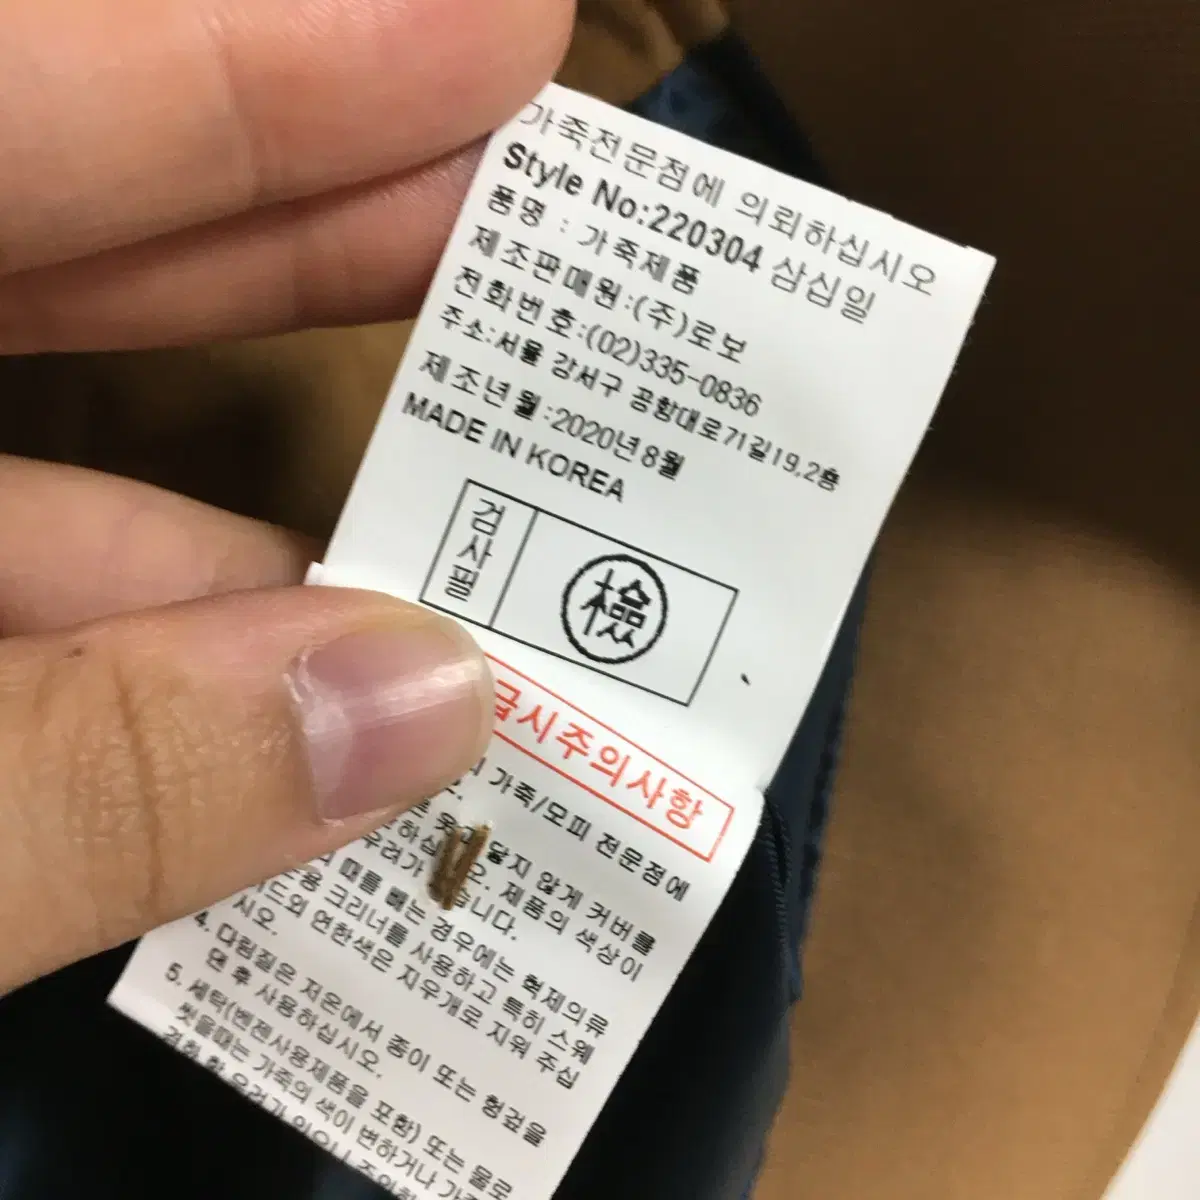 가죽전문점에 의뢰하십시오
Style No:220304 삼십일
품명 : 가죽제품
제조판매원:(주)로보
전화번호:(02)335-0836
주소:서울 강서구 공항대로71길19,2층
제조년월:2020년8월
MADE IN KOREA
검사필
檢
급시주의사항
가죽/모피 전문점에
닿지 않게 커버를
제품의 색상이
우려가 있습니다.
때를 빼는 경우에는 혁제의류
전용 크리너를 사용하고 특히 스웨
이드외 연한색은 지우개로 지워 주십
시오.
4. 다림질은 저온에서 종이 또는 헝겊을
댄 후 사용하십시오.
5. 세탁(벤젠사용제품을 포함) 또는 물로
씻을때는 가죽의 색이 변하거나